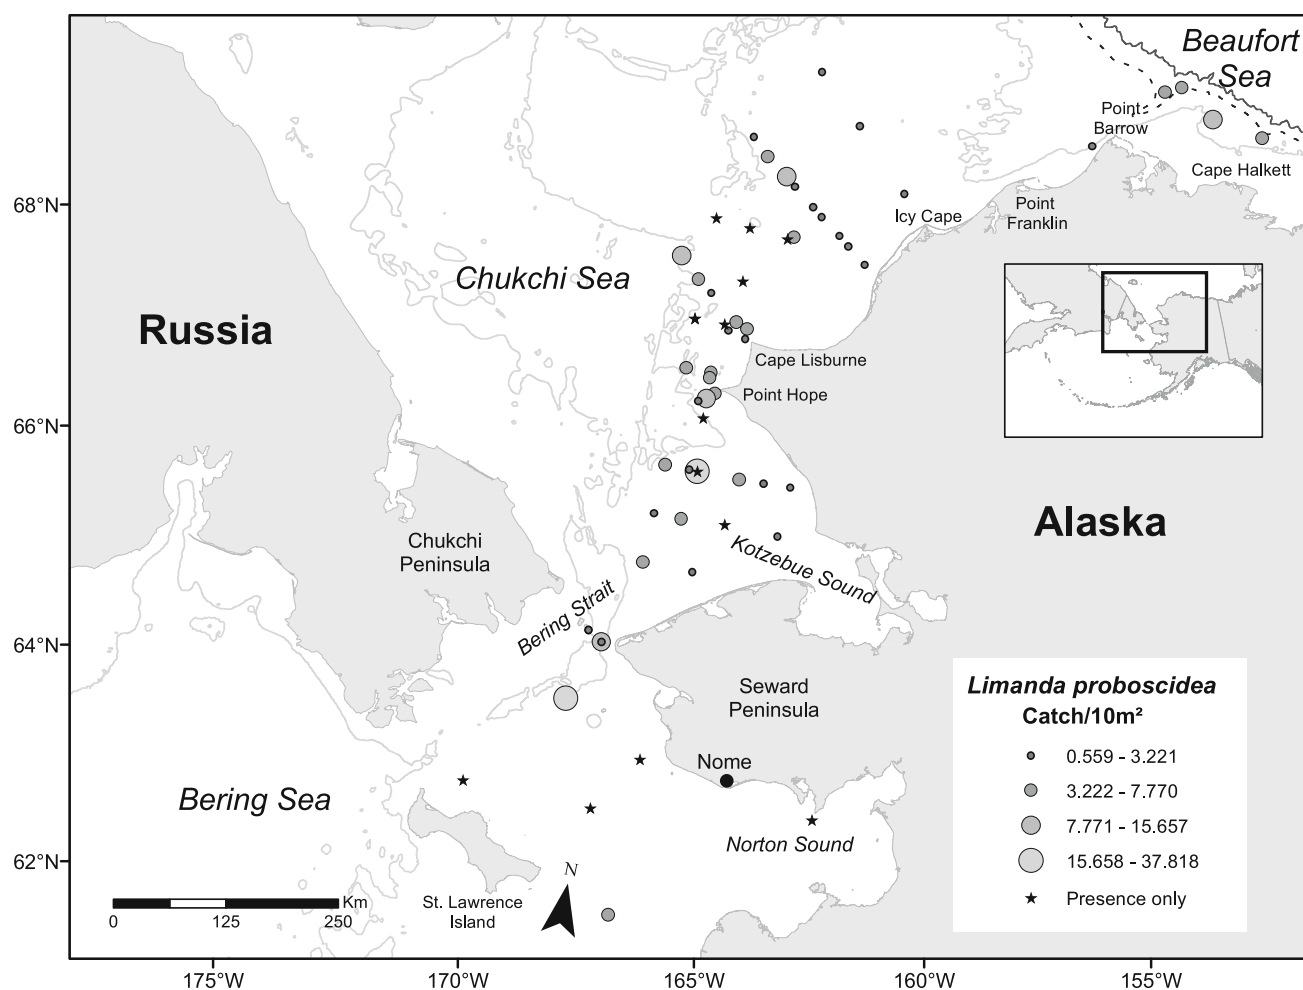 Beaufort
Sea
Point
Barrow
Cape Halkett
68°N
Icy Cape
Point
Franklin
Chukchi Sea
Russia
Cape Lisburne
Point Hope
66°N
Alaska
Chukchi
Peninsula
Kotzebue Sound
Bering Strait
64°N
Seward
Peninsula
Limanda proboscidea
Catch/10m²
0.559 - 3.221
3.222 - 7.770
7.771 - 15.657
15.658 - 37.818
Presence only
Nome
Bering Sea
Norton Sound
62°N
N
Km
0
125
250
St. Lawrence
Island
175°W
170°W
165°W
160°W
155°W